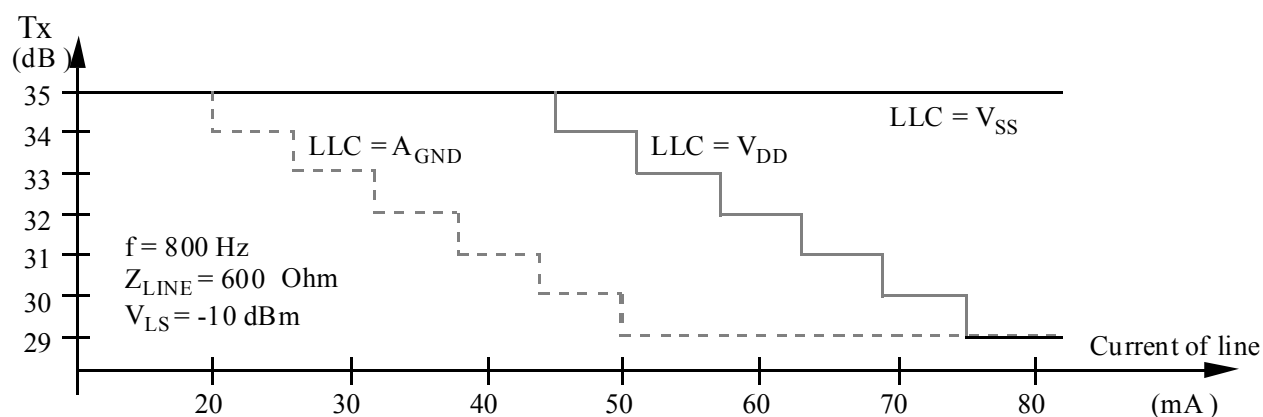 Tx
(dB)
35
34
33
32
31
30
29
LLC = V_SS
LLC = A_GND
LLC = V_DD
f = 800 Hz
Z_LINE = 600 Ohm
V_LS = -10 dBm
Current of line
20 30 40 50 60 70 80 (mA)